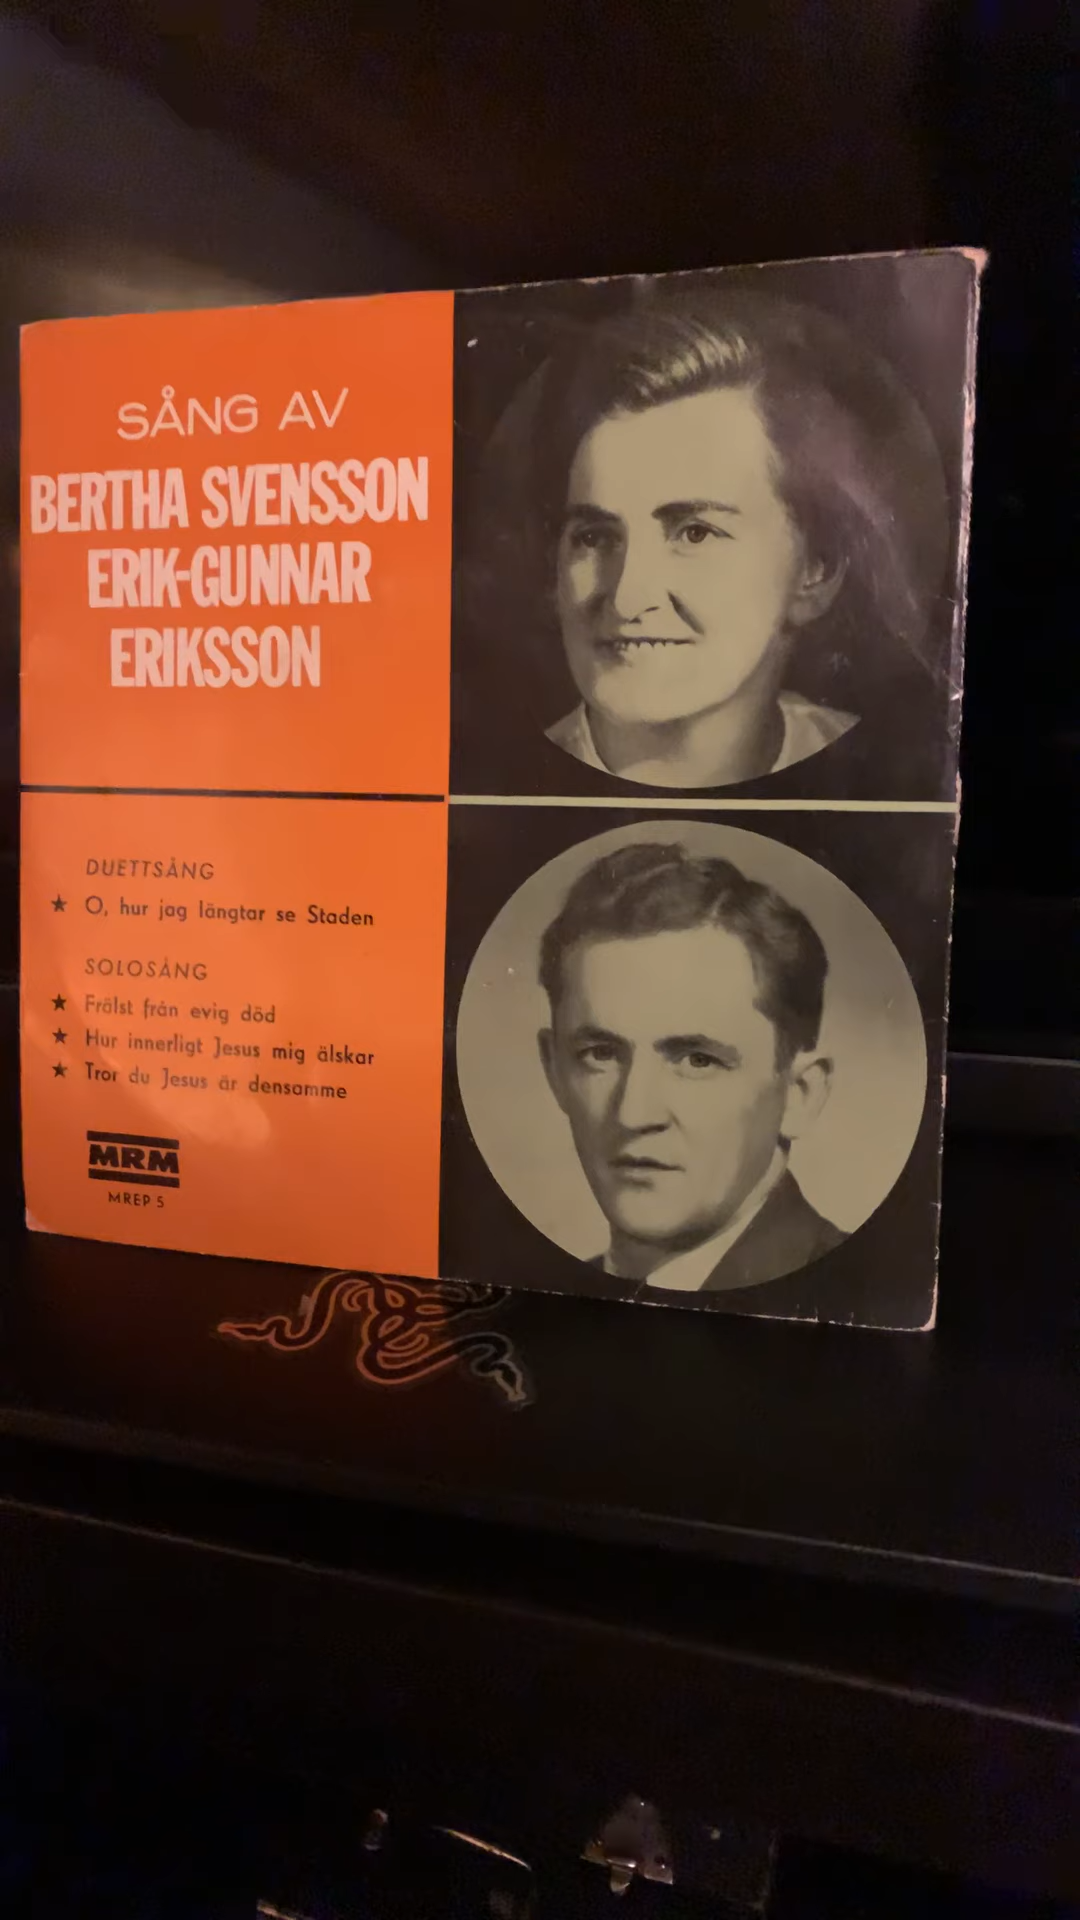 SÅNG AV
BERTHA SVENSSON
ERIK-GUNNAR
ERIKSSON
DUETTSÅNG
★ O, hur jag längtar se Staden
SOLOSÅNG
★ Frälst från evig död
★ Hur innerligt Jesus mig älskar
★ Tror du Jesus är densamme
MRM
MREP 5